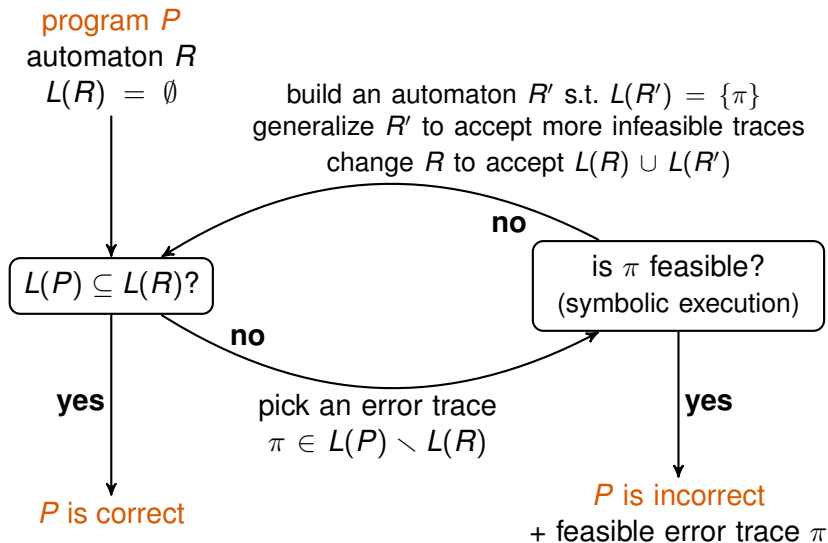 program P
automaton R
L(R) = ∅
build an automaton R′ s.t. L(R′) = {π}
generalize R′ to accept more infeasible traces
change R to accept L(R) ∪ L(R′)
no
L(P) ⊆ L(R)?
is π feasible?
(symbolic execution)
no
yes
pick an error trace
π ∈ L(P) ∖ L(R)
yes
P is correct
P is incorrect
+ feasible error trace π